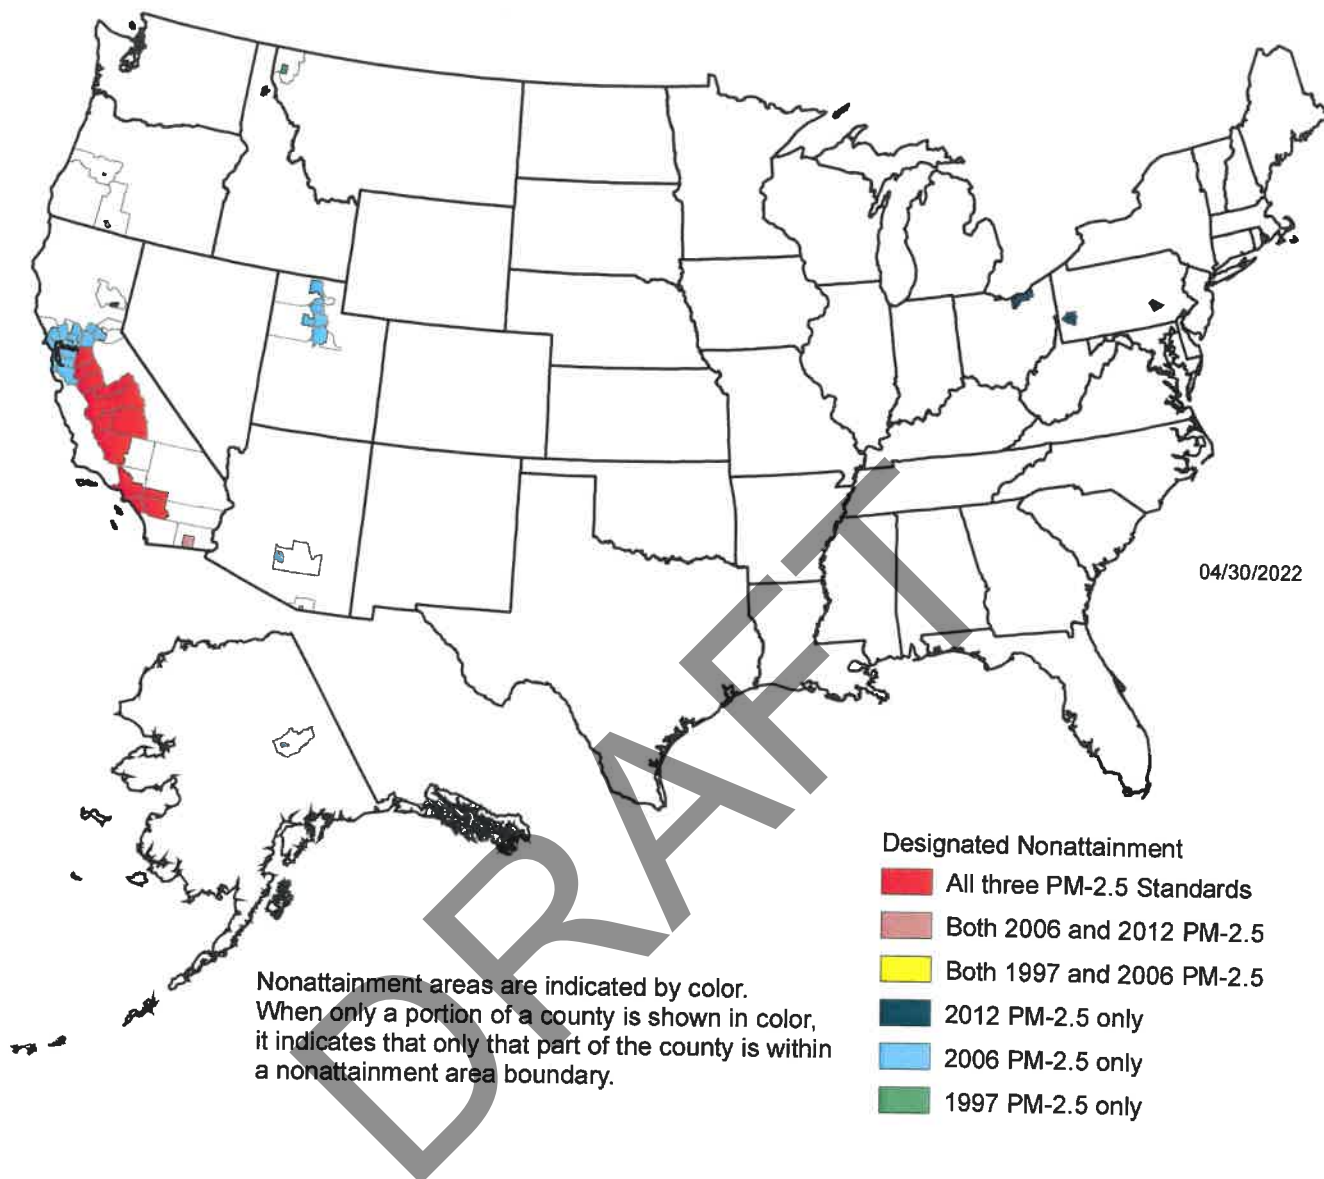 04/30/2022
DRAFT
Designated Nonattainment
All three PM-2.5 Standards
Both 2006 and 2012 PM-2.5
Both 1997 and 2006 PM-2.5
2012 PM-2.5 only
2006 PM-2.5 only
1997 PM-2.5 only
Nonattainment areas are indicated by color.
When only a portion of a county is shown in color,
it indicates that only that part of the county is within
a nonattainment area boundary.